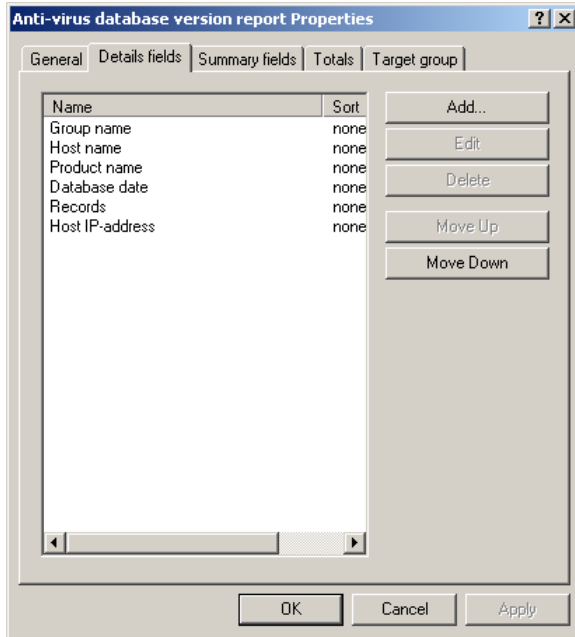 Anti-virus database version report Properties
General Details fields Summary fields Totals Target group
Name Sort
Group name none
Host name none
Product name none
Database date none
Records none
Host IP-address none
Add...
Edit
Delete
Move Up
Move Down
OK Cancel Apply